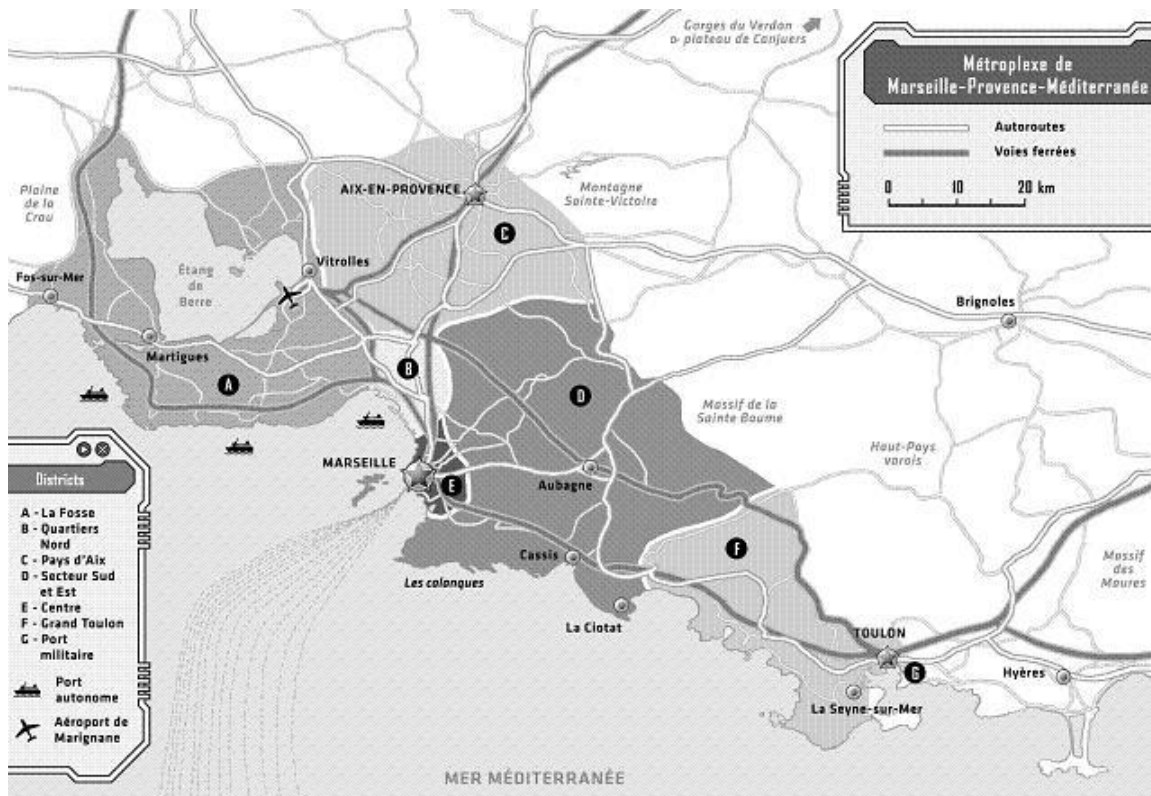 Gorges du Verdon
plateau de Canjuers
Métroplexe de
Marseille-Provence-Méditerranée
Autoroutes
Voies ferrées
0 10 20 km
Plaine
de la
Crau
AIX-EN-PROVENCE
Montagne
Sainte-Victoire
C
Fos-sur-Mer
Étang
de
Berre
Vitrolles
Brignoles
Martigues
A
B
D
Massif de la
Sainte Baume
Haut-Pays
varois
MARSEILLE
E
Aubagne
Cassis
F
Les calanques
La Ciotat
Massif
des
Maures
TOULON
G
Hyères
La Seyne-sur-Mer
MER MÉDITERRANÉE
Districts
A - La Fosse
B - Quartiers
Nord
C - Pays d'Aix
D - Secteur Sud
et Est
E - Centre
F - Grand Toulon
G - Port
militaire
Port
autonome
Aéroport de
Marignane